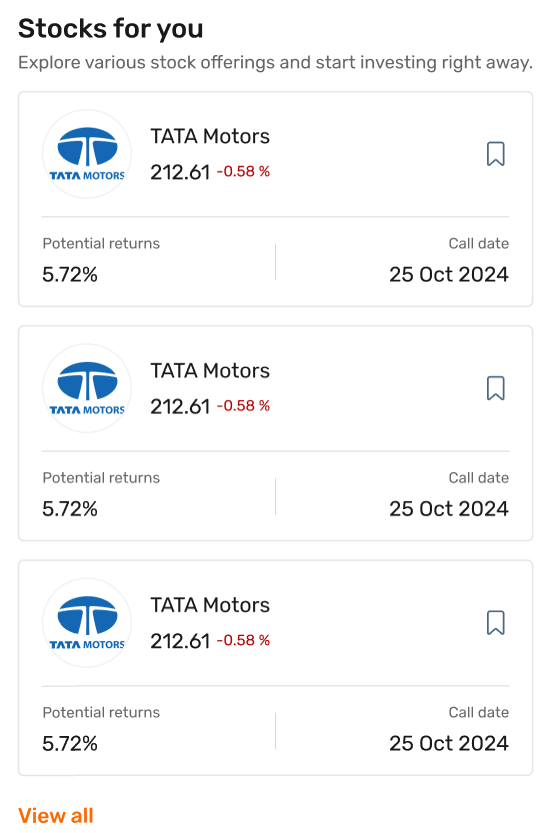 Stocks for you
Explore various stock offerings and start investing right away.
TATA Motors
TATA MOTORS
212.61 -0.58 %
Potential returns
Call date
5.72%
25 Oct 2024
TATA Motors
TATA MOTORS
212.61 -0.58 %
Potential returns
Call date
5.72%
25 Oct 2024
TATA Motors
TATA MOTORS
212.61 -0.58 %
Potential returns
Call date
5.72%
25 Oct 2024
View all